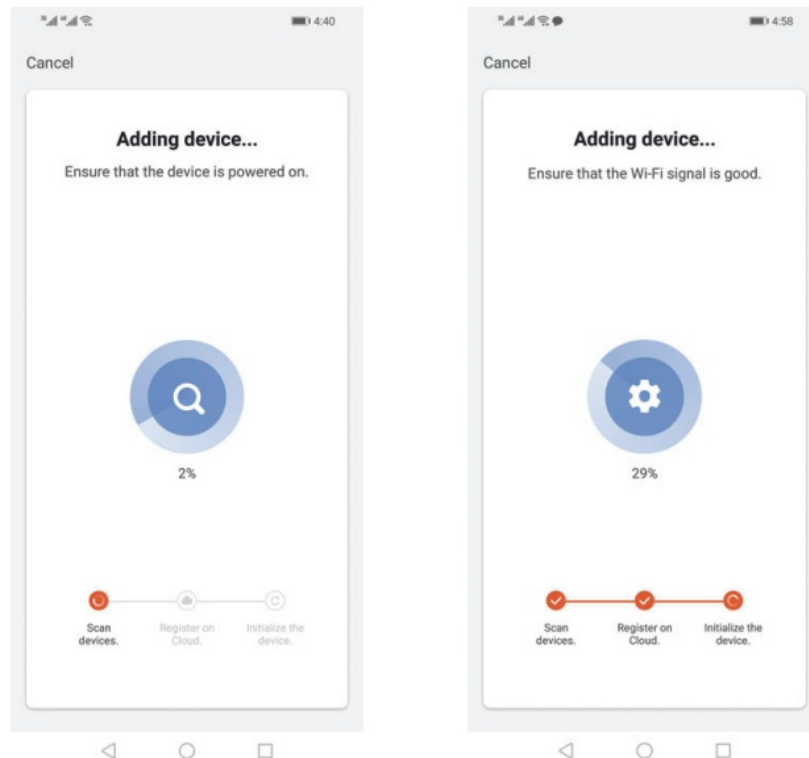 4:40
Cancel
Adding device...
Ensure that the device is powered on.
2%
Scan
devices.
Register on
Cloud.
Initialize the
device.
4:58
Cancel
Adding device...
Ensure that the Wi-Fi signal is good.
29%
Scan
devices.
Register on
Cloud.
Initialize the
device.